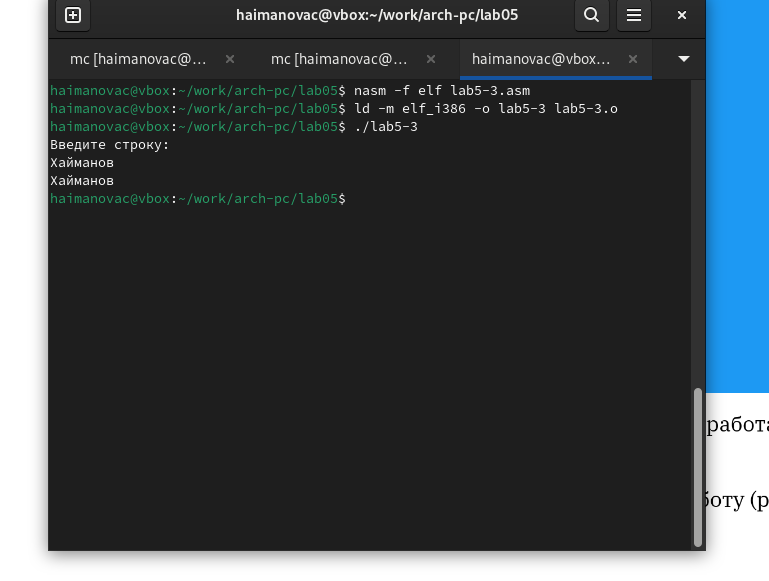 haimanovac@vbox:~/work/arch-pc/lab05
mc [haimanovac@... × mc [haimanovac@... × haimanovac@vbox... ×
haimanovac@vbox:~/work/arch-pc/lab05$ nasm -f elf lab5-3.asm
haimanovac@vbox:~/work/arch-pc/lab05$ ld -m elf_i386 -o lab5-3 lab5-3.o
haimanovac@vbox:~/work/arch-pc/lab05$ ./lab5-3
Введите строку:
Хайманов
Хайманов
haimanovac@vbox:~/work/arch-pc/lab05$